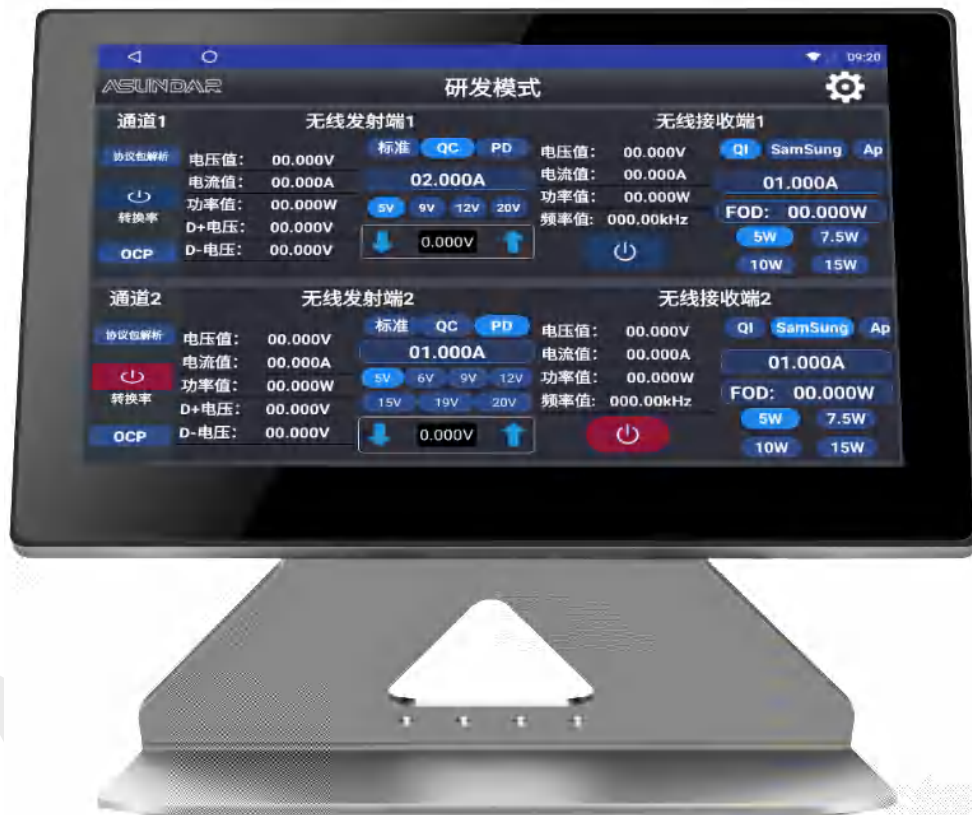 09:20
ASUNDAR
研发模式
通道1
无线发射端1
无线接收端1
协议包解析
转换率
OCP
电压值: 00.000V
电流值: 00.000A
功率值: 00.000W
D+电压: 00.000V
D-电压: 00.000V
标准 QC PD
02.000A
5V 9V 12V 20V
0.000V
电压值: 00.000V
电流值: 00.000A
功率值: 00.000W
频率值: 000.00kHz
QI SamSung Ap
01.000A
FOD: 00.000W
5W 7.5W
10W 15W
通道2
无线发射端2
无线接收端2
协议包解析
转换率
OCP
电压值: 00.000V
电流值: 00.000A
功率值: 00.000W
D+电压: 00.000V
D-电压: 00.000V
标准 QC PD
01.000A
5V 6V 9V 12V
15V 19V 20V
0.000V
电压值: 00.000V
电流值: 00.000A
功率值: 00.000W
频率值: 000.00kHz
QI SamSung Ap
01.000A
FOD: 00.000W
5W 7.5W
10W 15W